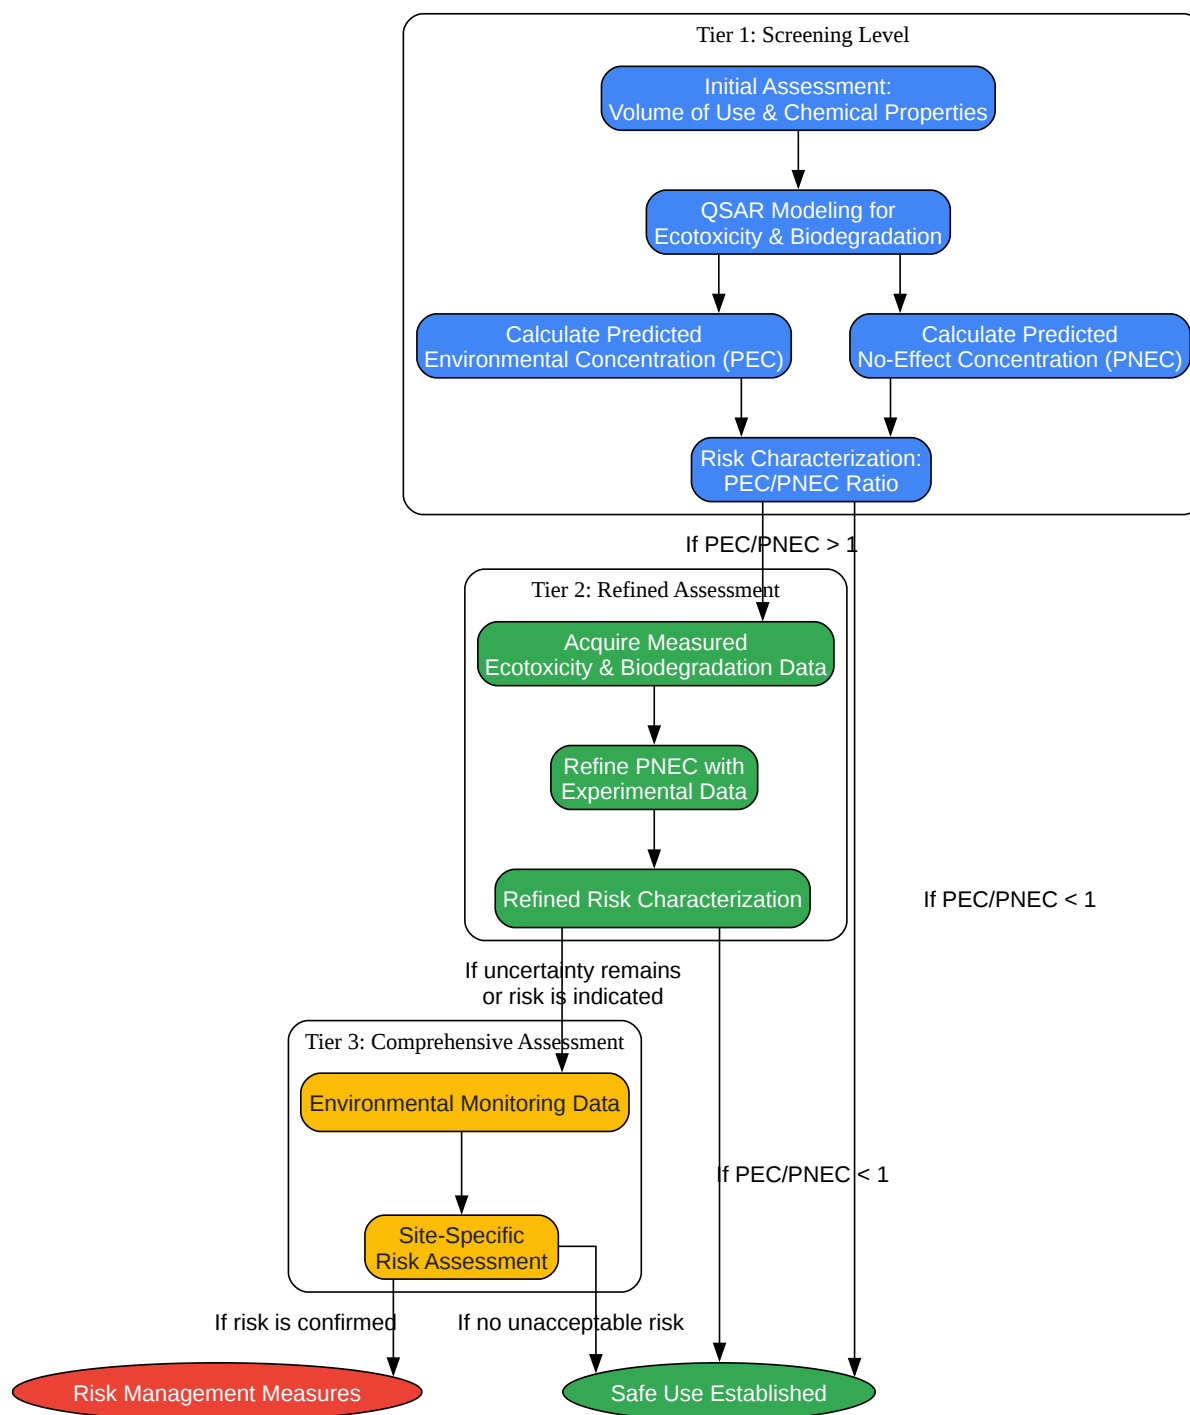 Tier 1: Screening Level
Initial Assessment:
Volume of Use & Chemical Properties
QSAR Modeling for
Ecotoxicity & Biodegradation
Calculate Predicted
Environmental Concentration (PEC)
Calculate Predicted
No-Effect Concentration (PNEC)
Risk Characterization:
PEC/PNEC Ratio
If PEC/PNEC > 1
Tier 2: Refined Assessment
Acquire Measured
Ecotoxicity & Biodegradation Data
Refine PNEC with
Experimental Data
Refined Risk Characterization
If PEC/PNEC < 1
If uncertainty remains
or risk is indicated
Tier 3: Comprehensive Assessment
Environmental Monitoring Data
If PEC/PNEC < 1
Site-Specific
Risk Assessment
If risk is confirmed
If no unacceptable risk
Risk Management Measures
Safe Use Established